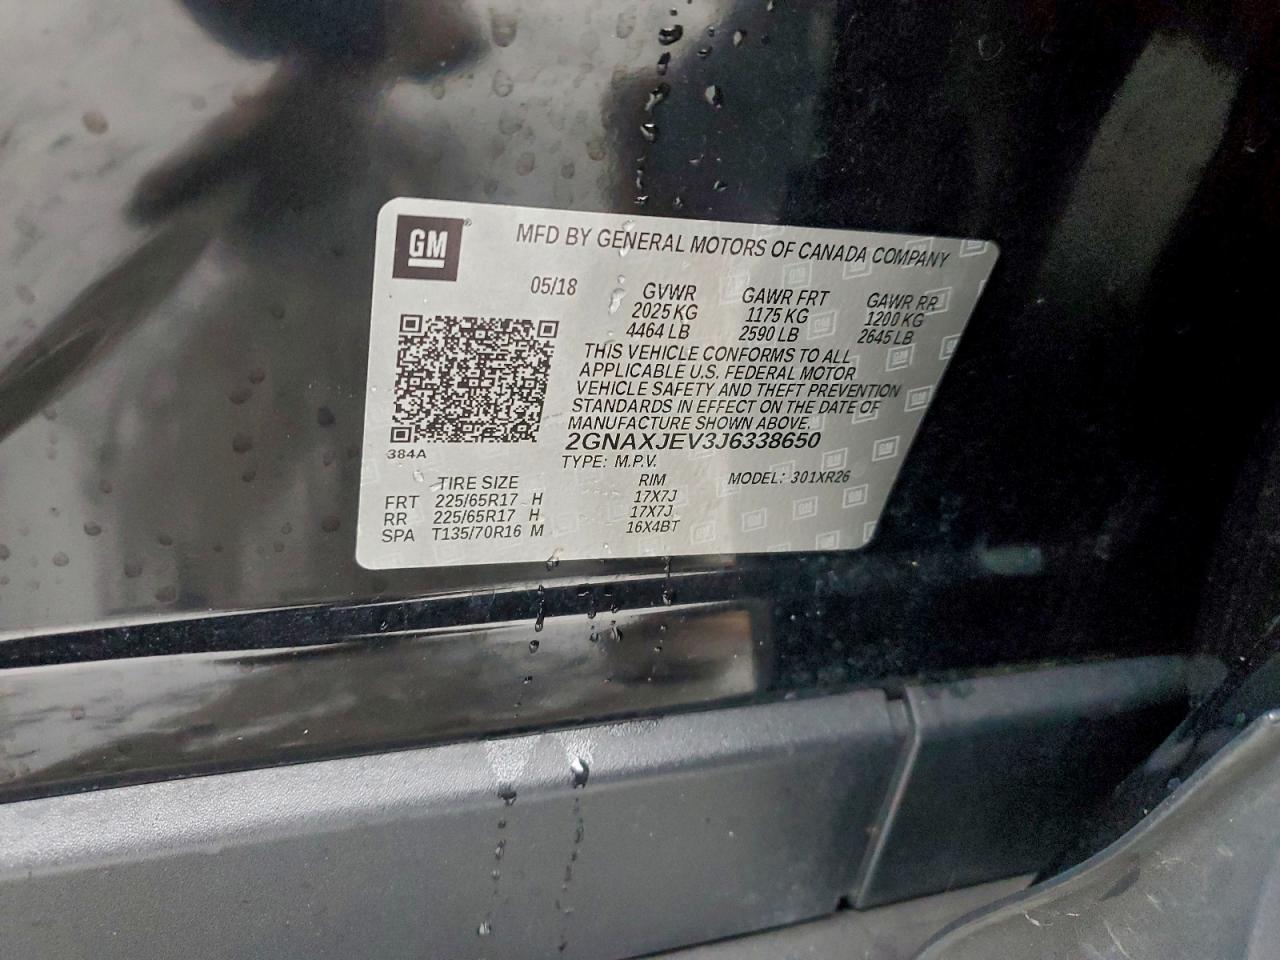 GM®
MFD BY GENERAL MOTORS OF CANADA COMPANY
05/18
GVWR GAWR FRT GAWR RR
2025 KG 1175 KG 1200 KG
4464 LB 2590 LB 2645 LB
THIS VEHICLE CONFORMS TO ALL
APPLICABLE U.S. FEDERAL MOTOR
VEHICLE SAFETY AND THEFT PREVENTION
STANDARDS IN EFFECT ON THE DATE OF
MANUFACTURE SHOWN ABOVE.
2GNAXJEV3J6338650
384A
TYPE: M.P.V. MODEL: 301XR26
TIRE SIZE RIM
FRT 225/65R17 H 17X7J
RR 225/65R17 H 17X7J
SPA T135/70R16 M 16X4BT